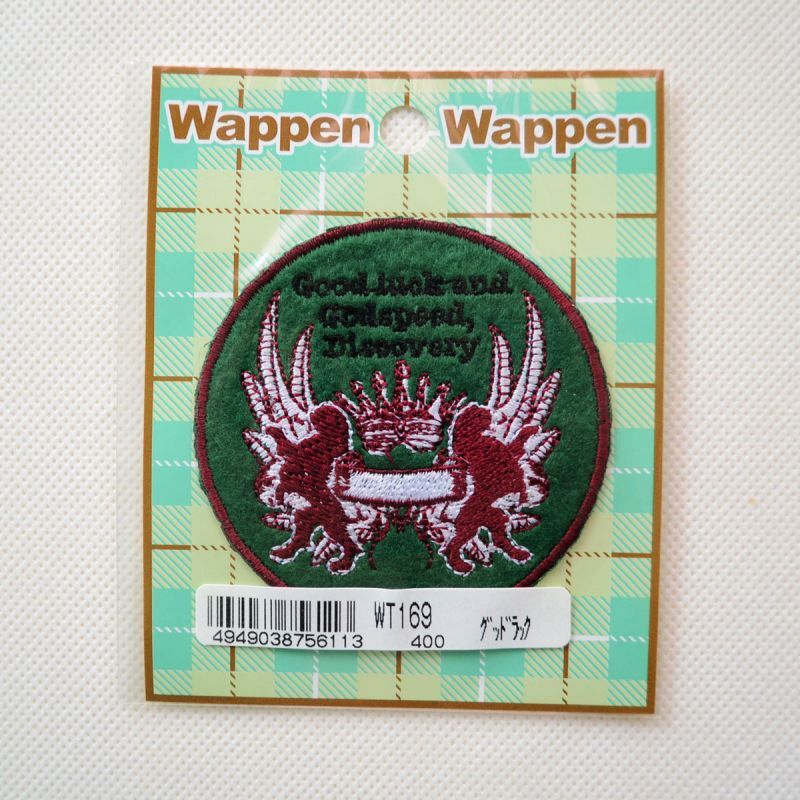 Wappen Wappen
Good luck and
Godspeed,
Discovery
WT169 グッドラック
4949038756113 400